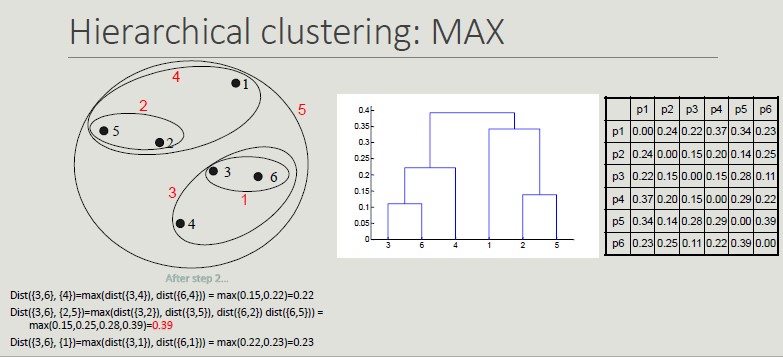 Hierarchical clustering: MAX
4
1
5
2
5
2
3
6
3
1
4
0.4
0.35
0.3
0.25
0.2
0.15
0.1
0.05
0
3 6 4 1 2 5
p1 p2 p3 p4 p5 p6
p1 0.00 0.24 0.22 0.37 0.34 0.23
p2 0.24 0.00 0.15 0.20 0.14 0.25
p3 0.22 0.15 0.00 0.15 0.28 0.11
p4 0.37 0.20 0.15 0.00 0.29 0.22
p5 0.34 0.14 0.28 0.29 0.00 0.39
p6 0.23 0.25 0.11 0.22 0.39 0.00
After step 2...
Dist({3,6}, {4})=max(dist({3,4}), dist({6,4})) = max(0.15,0.22)=0.22
Dist({3,6}, {2,5})=max(dist({3,2}), dist({3,5}), dist({6,2}) dist({6,5})) =
max(0.15,0.25,0.28,0.39)=0.39
Dist({3,6}, {1})=max(dist({3,1}), dist({6,1})) = max(0.22,0.23)=0.23